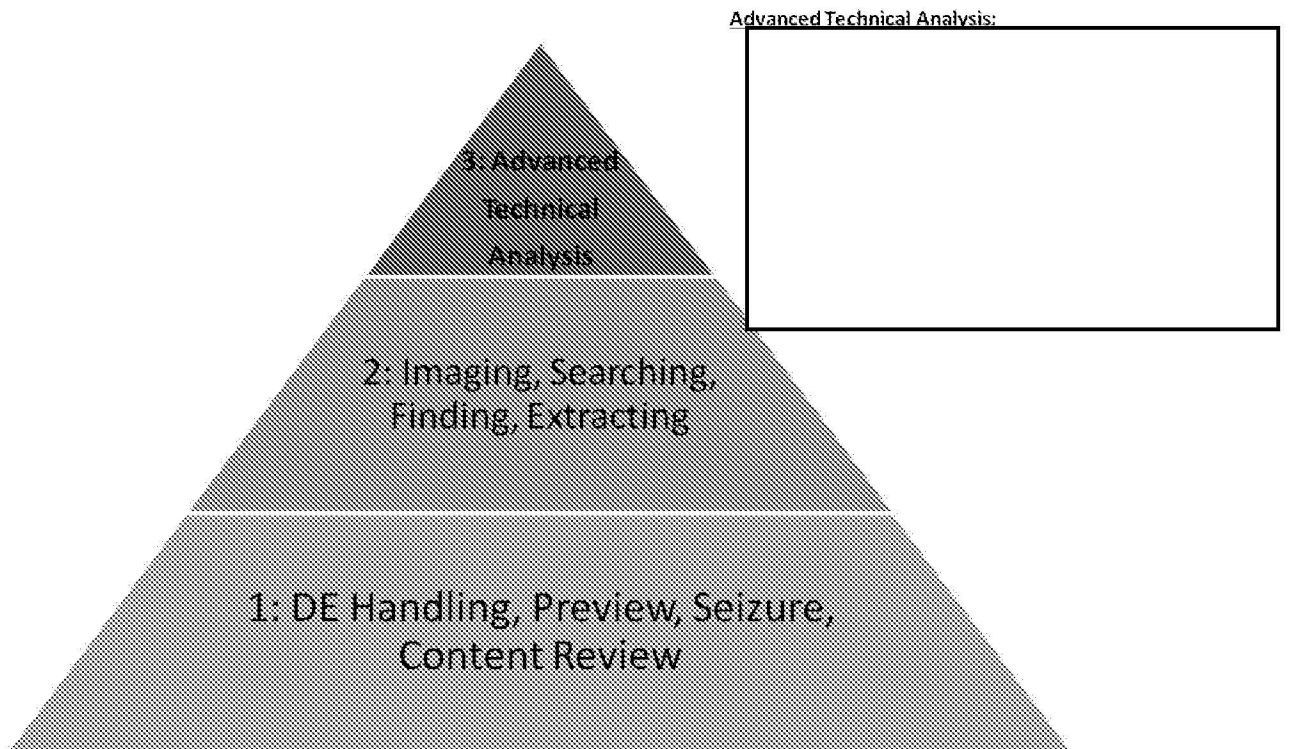 Advanced Technical Analysis:
3: Advanced
Technical
Analysis
2: Imaging, Searching,
Finding, Extracting
1: DE Handling, Preview, Seizure,
Content Review